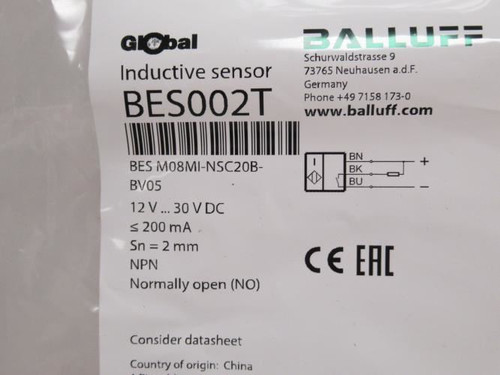 Global
BALLUFF
Inductive sensor
BES002T
BES M08MI-NSC20B-
BV05
12 V ... 30 V DC
≤ 200 mA
Sn = 2 mm
NPN
Normally open (NO)
Consider datasheet
Country of origin: China
Schurwaldstrasse 9
73765 Neuhausen a.d.F.
Germany
Phone +49 7158 173-0
www.balluff.com
BN +
BK
BU -
CE EAC